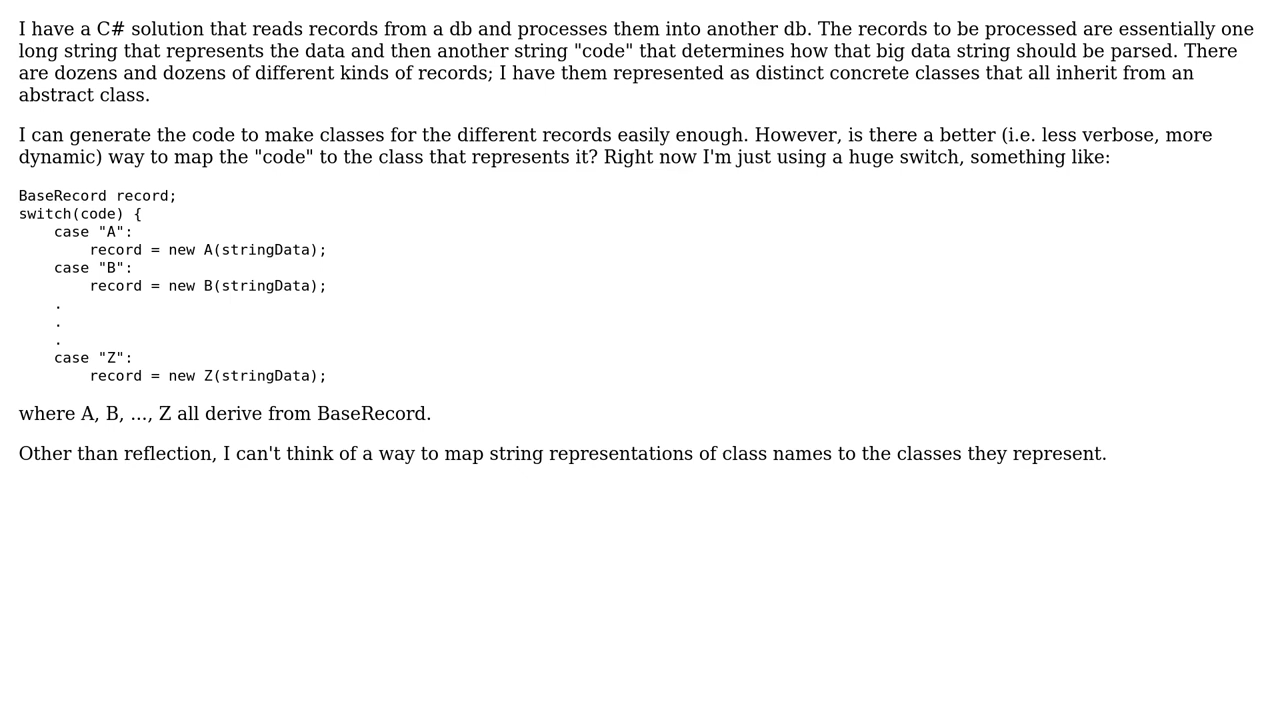 I have a C# solution that reads records from a db and processes them into another db. The records to be processed are essentially one
long string that represents the data and then another string "code" that determines how that big data string should be parsed. There
are dozens and dozens of different kinds of records; I have them represented as distinct concrete classes that all inherit from an
abstract class.
I can generate the code to make classes for the different records easily enough. However, is there a better (i.e. less verbose, more
dynamic) way to map the "code" to the class that represents it? Right now I'm just using a huge switch, something like:
BaseRecord record;
switch(code) {
    case "A":
        record = new A(stringData);
    case "B":
        record = new B(stringData);
    .
    .
    .
    case "Z":
        record = new Z(stringData);
where A, B, ..., Z all derive from BaseRecord.
Other than reflection, I can't think of a way to map string representations of class names to the classes they represent.